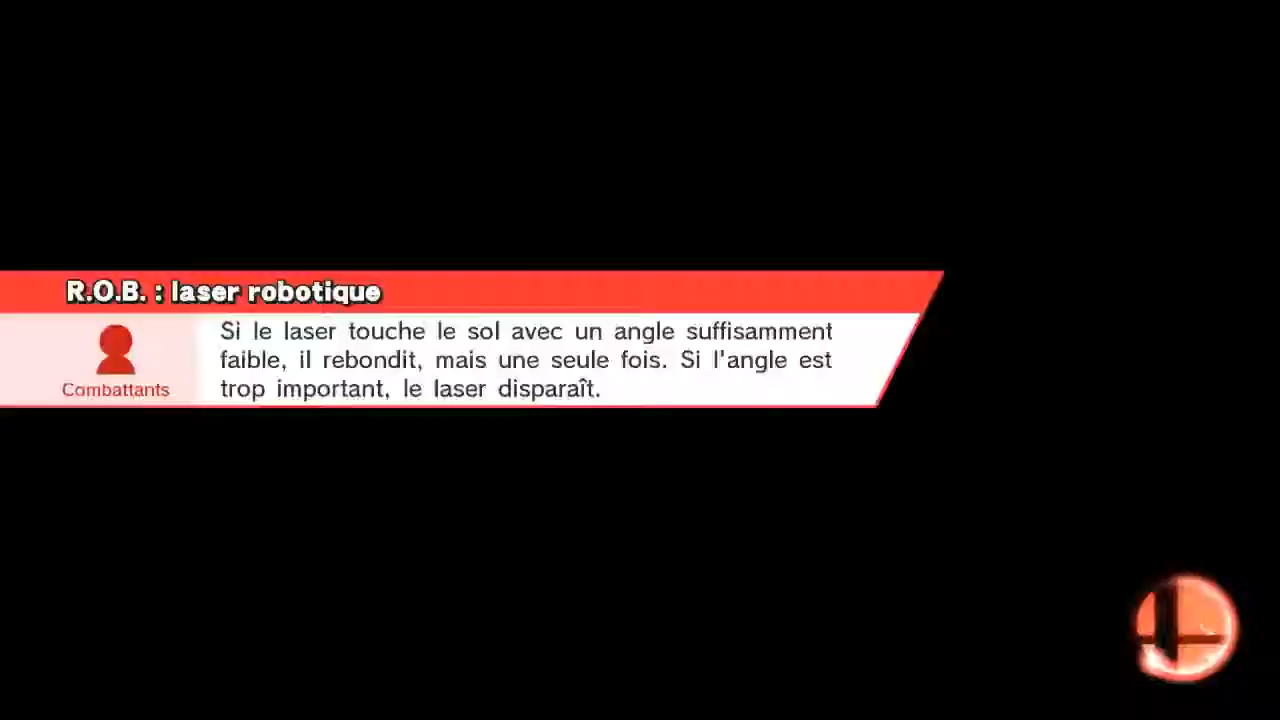 R.O.B. : laser robotique
Combattants
Si le laser touche le sol avec un angle suffisamment
faible, il rebondit, mais une seule fois. Si l'angle est
trop important, le laser disparaît.